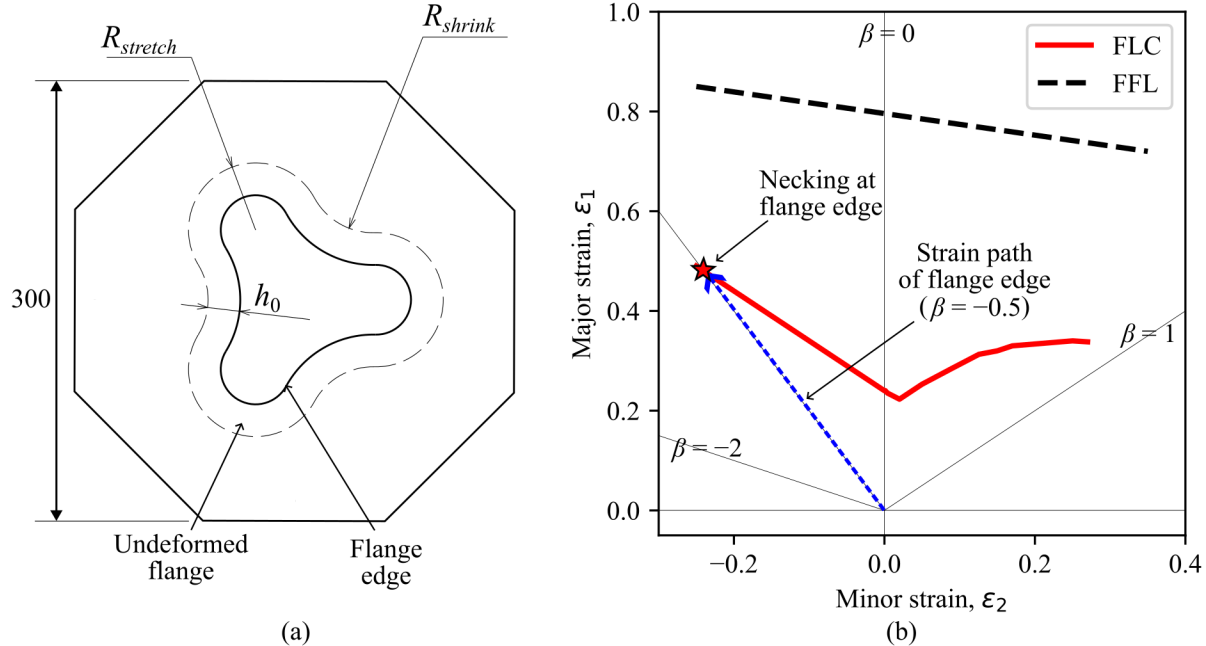 R_stretch
R_shrink
300
h_0
Undeformed
flange
Flange
edge
(a)
1.0
0.8
0.6
0.4
0.2
0.0
Major strain, ε_1
β = 0
FLC
FFL
Necking at
flange edge
Strain path
of flange edge
(β = −0.5)
β = 1
β = −2
−0.2
0.0
0.2
0.4
Minor strain, ε_2
(b)